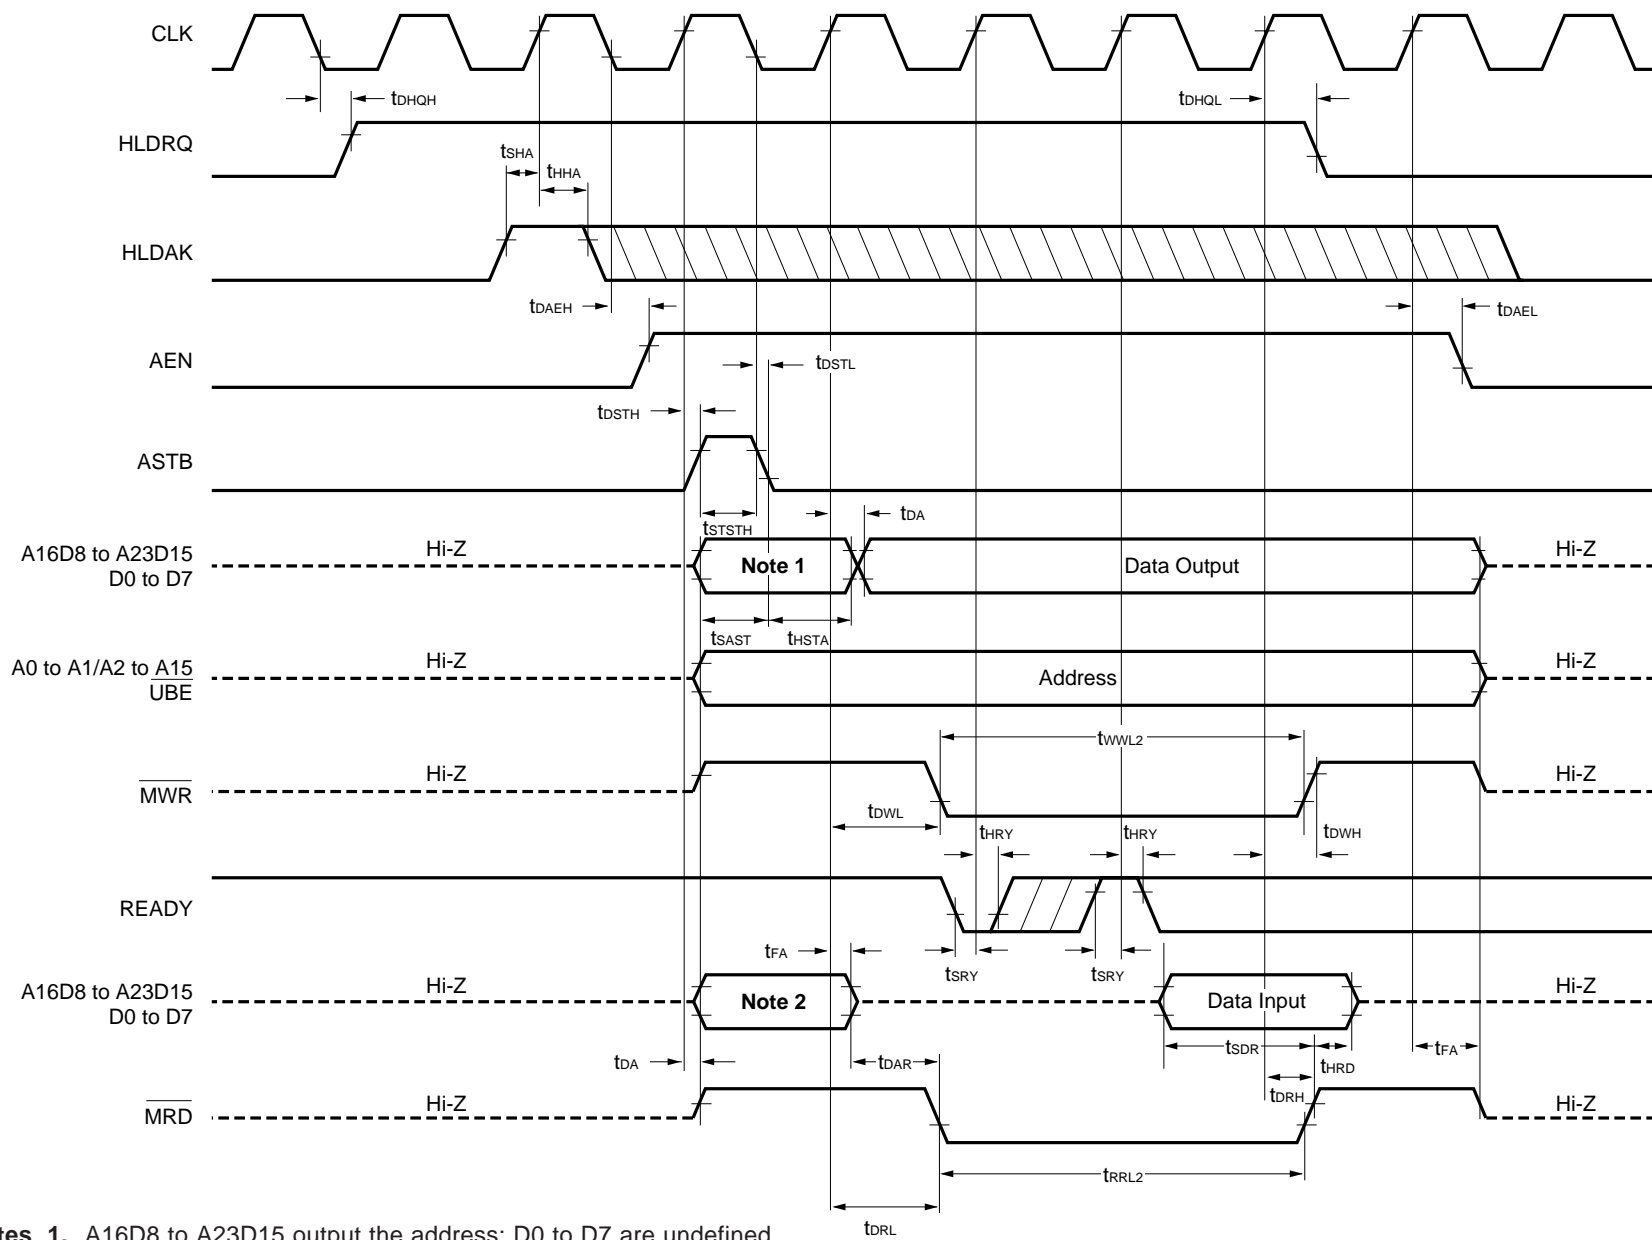 CLK
tDHQH
tDHQL
HLDRQ
tSHA
tHHA
HLDAK
tDAEH
tDAEL
AEN
tDSTL
tDSTH
ASTB
tDA
tSTSTH
A16D8 to A23D15
D0 to D7
Hi-Z
Note 1
Data Output
Hi-Z
tSAST
tHSTA
A0 to A1/A2 to A15
UBE
Hi-Z
Address
Hi-Z
tWWL2
MWR
Hi-Z
Hi-Z
tDWL
tHRY
tHRY
tDWH
READY
tFA
tSRY
tSRY
A16D8 to A23D15
D0 to D7
Hi-Z
Note 2
Data Input
Hi-Z
tDA
tDAR
tSDR
tHRD
tFA
tDRH
MRD
Hi-Z
Hi-Z
tRRL2
tDRL
tes 1. A16D8 to A23D15 output the address; D0 to D7 are undefined